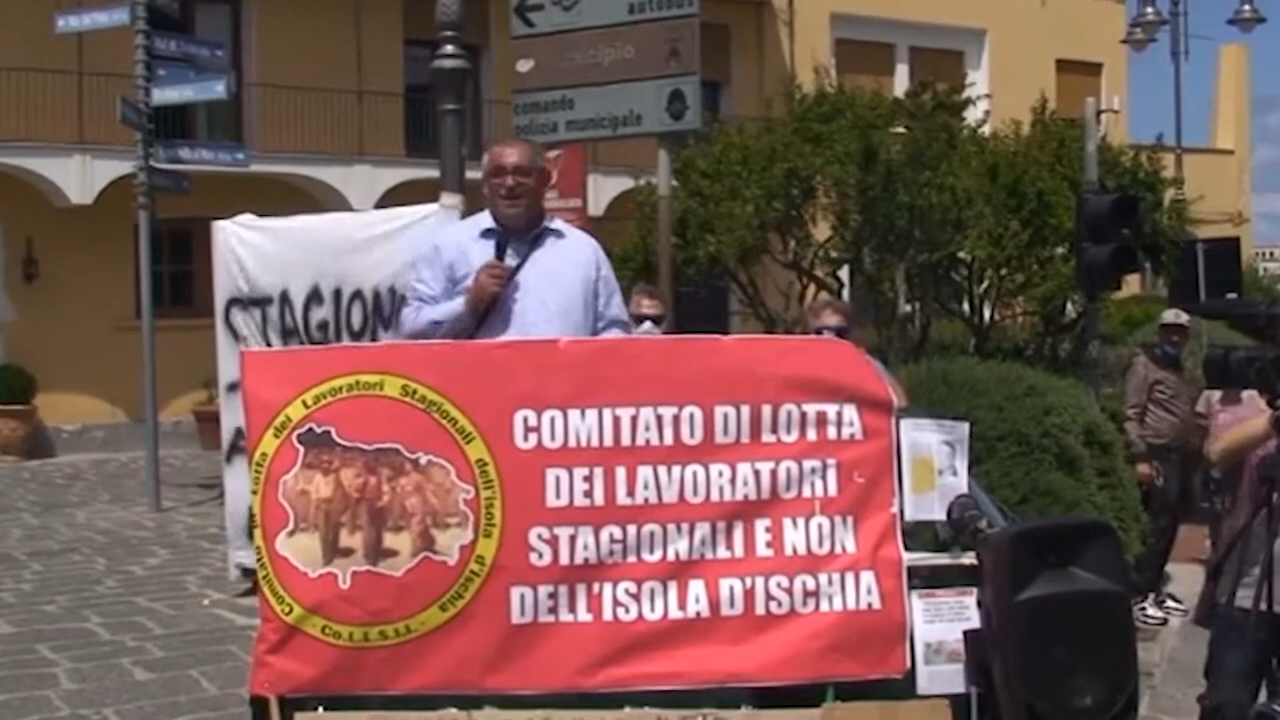 autobus
comando
polizia municipale
STAGION
COMITATO DI LOTTA
DEI LAVORATORI
STAGIONALI E NON
DELL'ISOLA D'ISCHIA
Comitato di Lotta dei Lavoratori Stagionali dell'isola d'Ischia
Co.L.L.S.I.I.